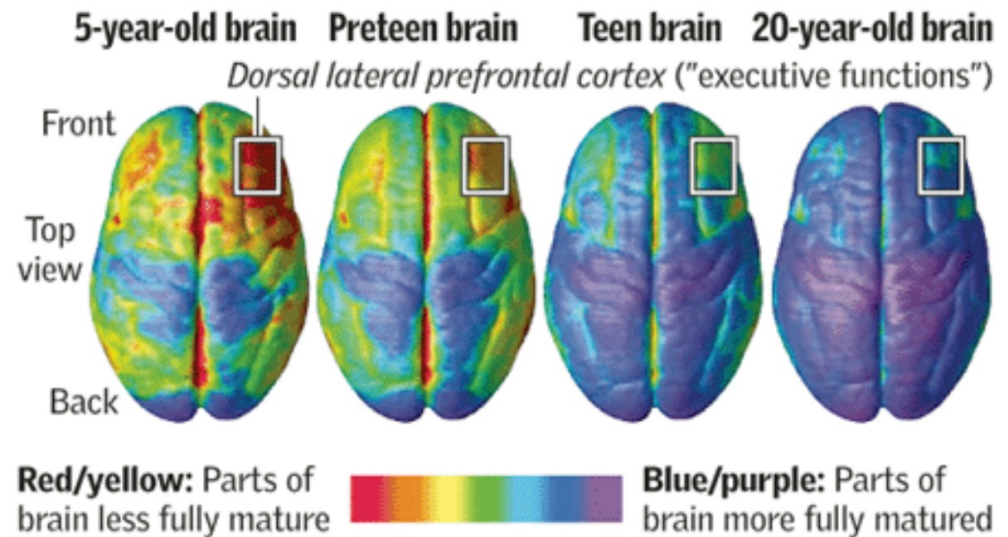 5-year-old brain Preteen brain Teen brain 20-year-old brain
Dorsal lateral prefrontal cortex ("executive functions")
Front
Top
view
Back
Red/yellow: Parts of
brain less fully mature
Blue/purple: Parts of
brain more fully matured